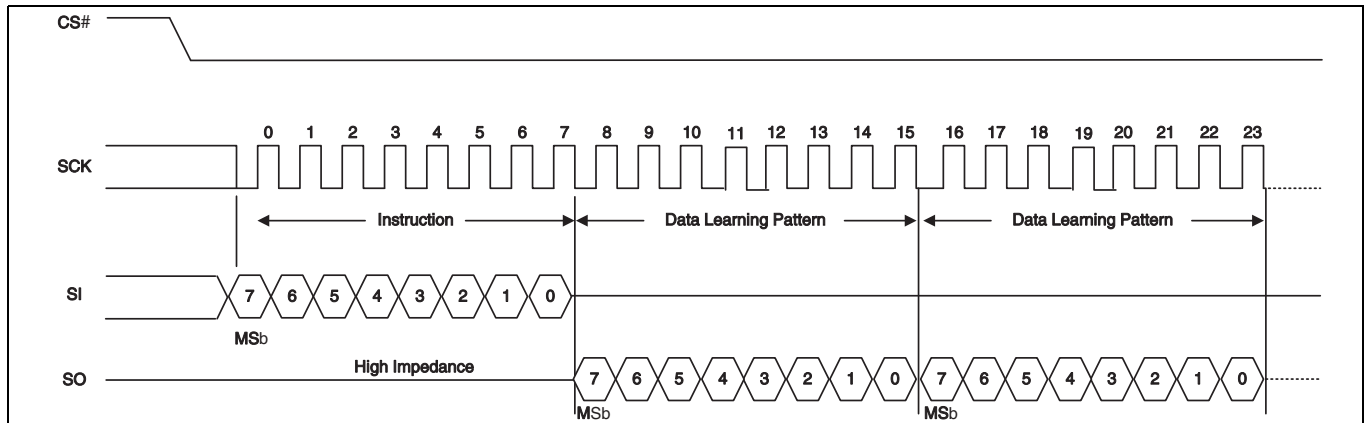 CS#
0 1 2 3 4 5 6 7 8 9 10 11 12 13 14 15 16 17 18 19 20 21 22 23
SCK
Instruction Data Learning Pattern Data Learning Pattern
SI 7 6 5 4 3 2 1 0
MSb
High Impedance
SO 7 6 5 4 3 2 1 0 7 6 5 4 3 2 1 0
MSb MSb